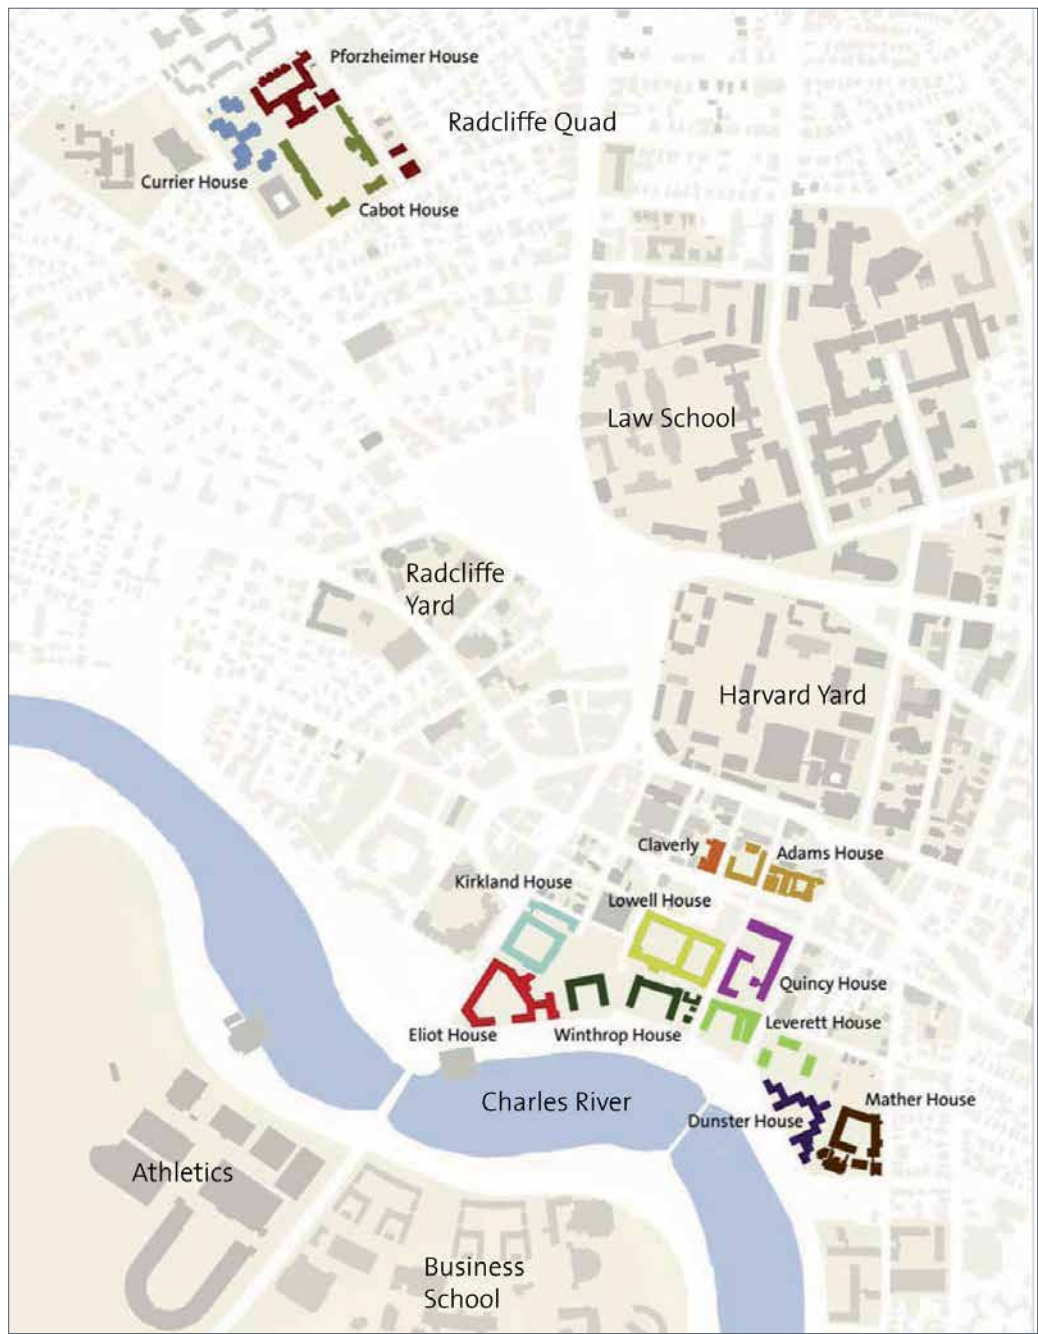 Pforzheimer House
Radcliffe Quad
Currier House
Cabot House
Law School
Radcliffe
Yard
Harvard Yard
Claverly
Adams House
Kirkland House
Lowell House
Quincy House
Leverett House
Eliot House
Winthrop House
Charles River
Mather House
Dunster House
Athletics
Business
School